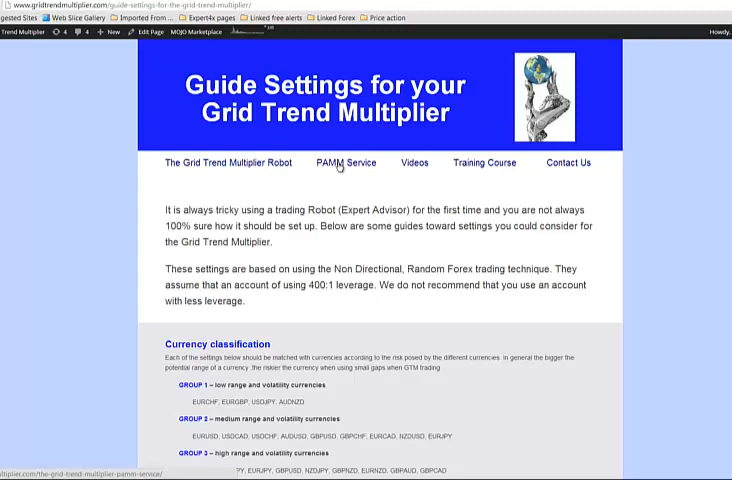 www.gridtrendmultiplier.com/guide-settings-for-the-grid-trend-multiplier/
gested Sites Web Slice Gallery Imported From ... Expert4x pages Linked free alerts Linked Forex Price action
Trend Multiplier 4 4 New Edit Page MOJO Marketplace Howdy,
Guide Settings for your
Grid Trend Multiplier
The Grid Trend Multiplier Robot PAMM Service Videos Training Course Contact Us
It is always tricky using a trading Robot (Expert Advisor) for the first time and you are not always
100% sure how it should be set up. Below are some guides toward settings you could consider for
the Grid Trend Multiplier.
These settings are based on using the Non Directional, Random Forex trading technique. They
assume that an account of using 400:1 leverage. We do not recommend that you use an account
with less leverage.
Currency classification
Each of the settings below should be matched with currencies according to the risk posed by the different currencies. In general the bigger the
potential range of a currency ,the riskier the currency when using small gaps when GTM trading
GROUP 1 – low range and volatility currencies
EURCHF, EURGBP, USDJPY, AUDNZD
GROUP 2 – medium range and volatility currencies
EURUSD, USDCAD, USDCHF, AUDUSD, GBPUSD, GBPCHF, EURCAD, NZDUSD, EURJPY
GROUP 3 – high range and volatility currencies
PY, EURJPY, GBPUSD, NZDJPY, GBPNZD, EURNZD, GBPAUD, GBPCAD
ultiplier.com/the-grid-trend-multiplier-pamm-service/